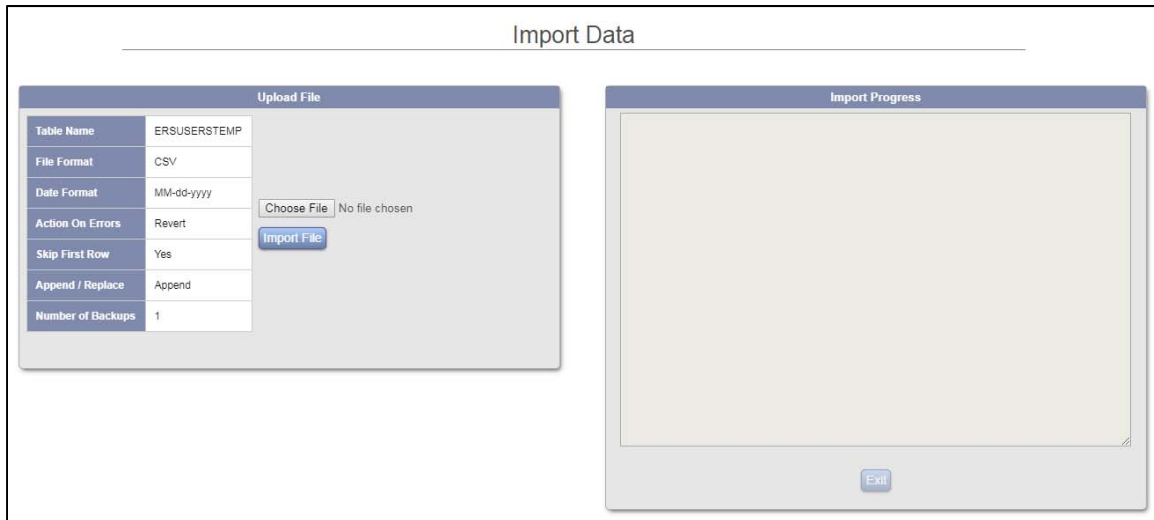 Import Data
Upload File
Table Name ERSUSERSTEMP
File Format CSV
Date Format MM-dd-yyyy
Action On Errors Revert
Skip First Row Yes
Append / Replace Append
Number of Backups 1
Choose File No file chosen
Import File
Import Progress
Exit